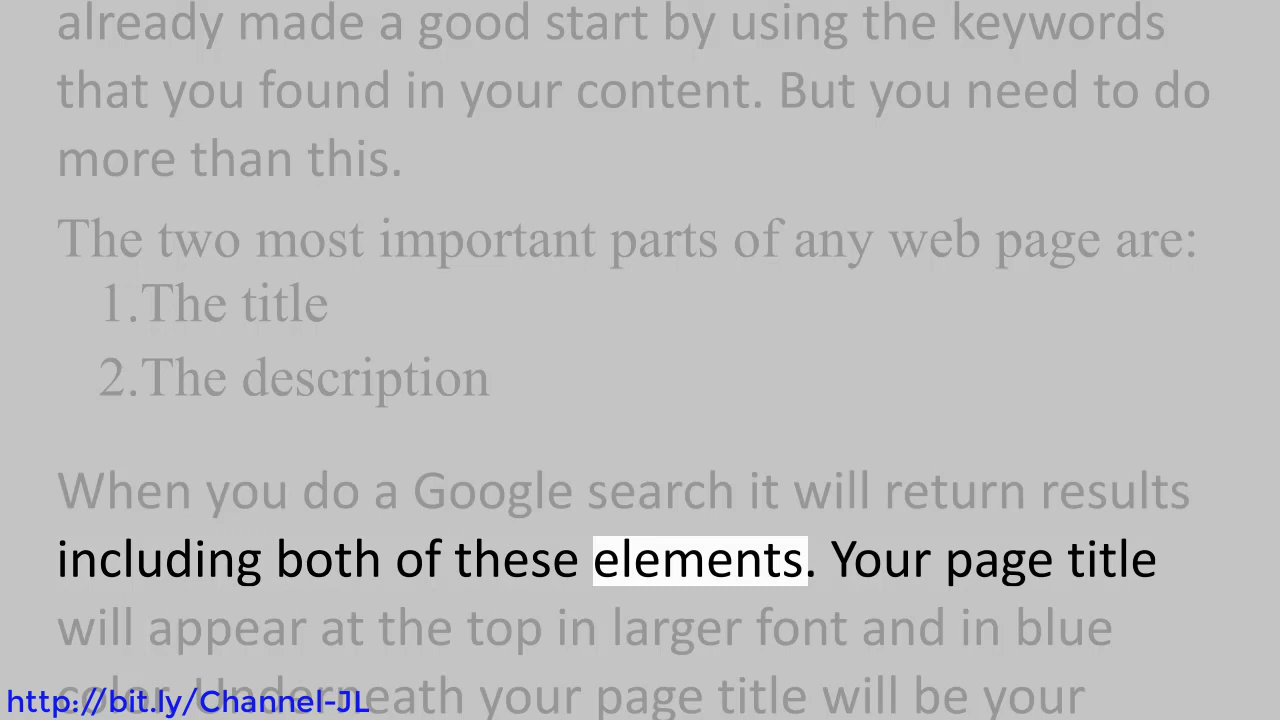 already made a good start by using the keywords
that you found in your content. But you need to do
more than this.
The two most important parts of any web page are:
1.The title
2.The description
When you do a Google search it will return results
including both of these elements. Your page title
will appear at the top in larger font and in blue
color. Underneath your page title will be your
http://bit.ly/Channel-JL